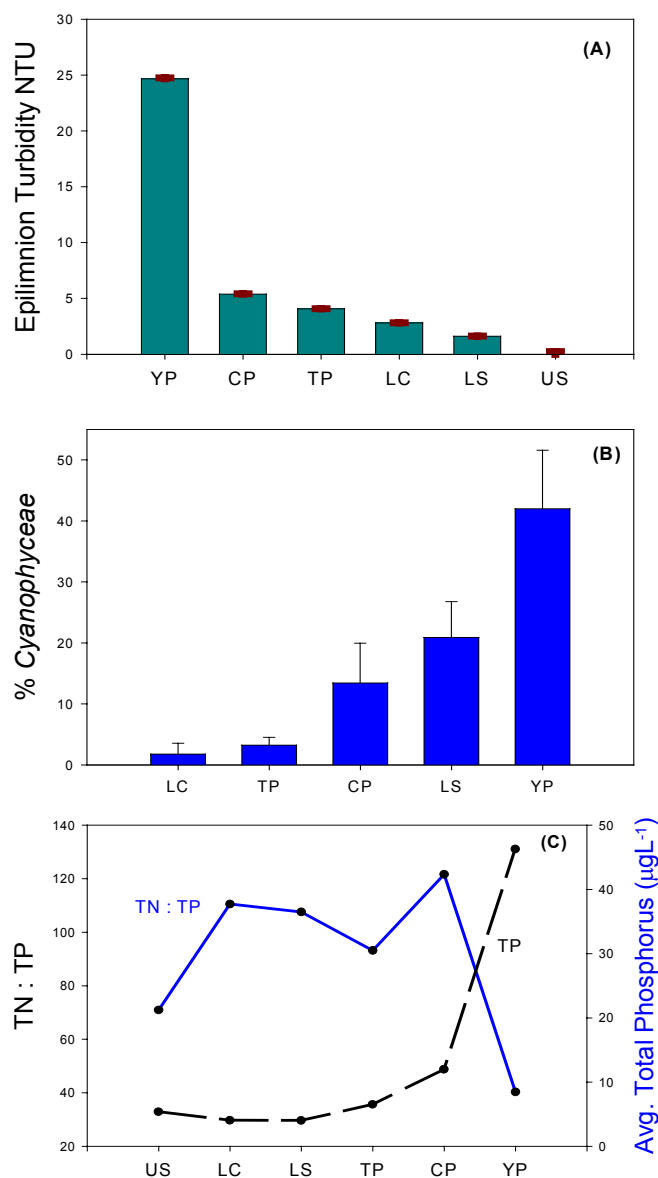 30
(A)
25
20
15
10
5
0
Epilimnion Turbidity NTU
YP CP TP LC LS US
(B)
50
40
30
20
10
0
% Cyanophyceae
LC TP CP LS YP
140 50
(C)
120 40
TN : TP
100 30
TP
80
20
60
10
40
20 0
TN : TP
Avg. Total Phosphorus (µgL⁻¹)
US LC LS TP CP YP